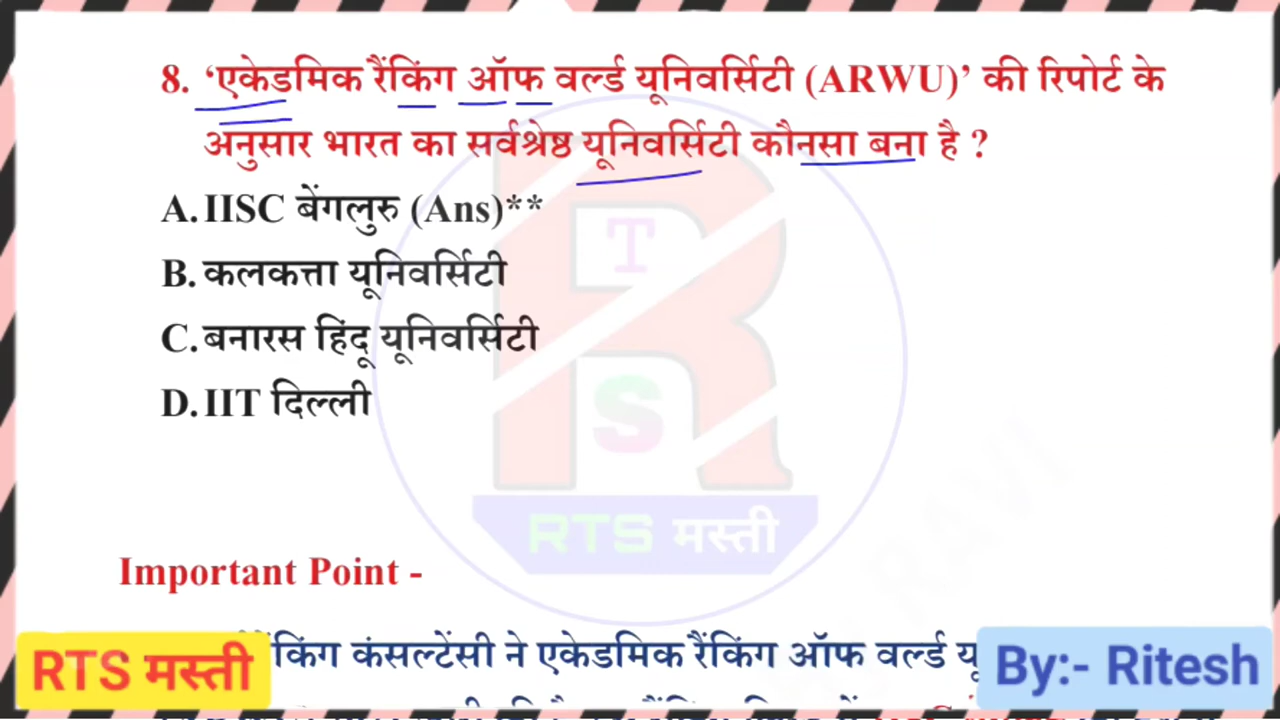 8. ‘एकेडमिक रैंकिंग ऑफ वर्ल्ड यूनिवर्सिटी (ARWU)’ की रिपोर्ट के
अनुसार भारत का सर्वश्रेष्ठ यूनिवर्सिटी कौनसा बना है ?
A. IISC बेंगलुरु (Ans)**
B. कलकत्ता यूनिवर्सिटी
C. बनारस हिंदू यूनिवर्सिटी
D. IIT दिल्ली
T
S
RTS मस्ती
RAVI
Important Point -
रैंकिंग कंसल्टेंसी ने एकेडमिक रैंकिंग ऑफ वर्ल्ड
RTS मस्ती
By:- Ritesh